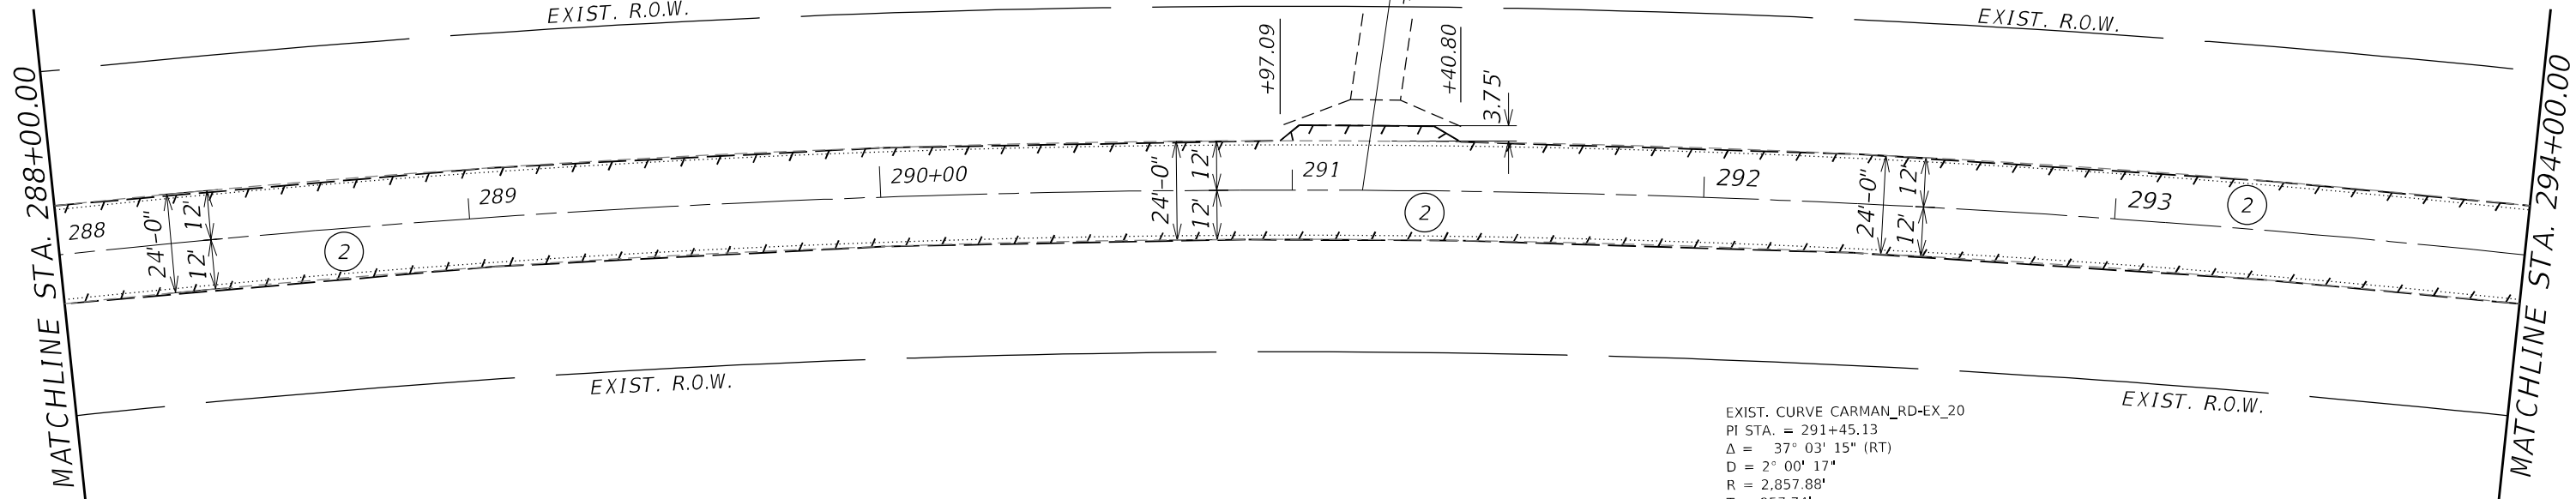 EXIST. R.O.W.
EXIST. R.O.W.
MATCHLINE STA. 288+00.00
+97.09
+40.80
3.75'
MATCHLINE STA. 294+00.00
288
24'-0"
12'
12'
2
289
290+00
24'-0"
12'
12'
291
2
292
24'-0"
12'
12'
293
2
EXIST. R.O.W.
EXIST. R.O.W.
EXIST. CURVE CARMAN_RD-EX_20
PI STA. = 291+45.13
Δ = 37° 03' 15" (RT)
D = 2° 00' 17"
R = 2,857.88'